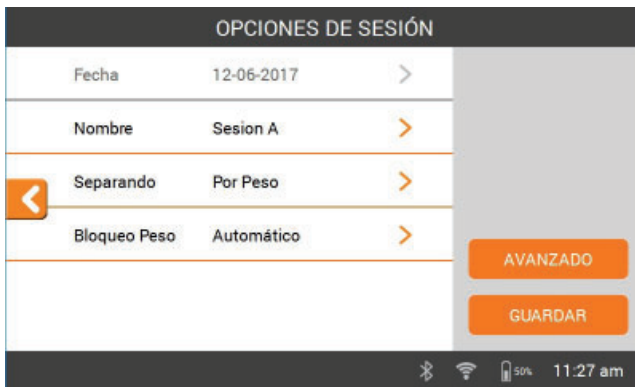 OPCIONES DE SESIÓN
Fecha 12-06-2017
Nombre Sesion A
Separando Por Peso
Bloqueo Peso Automático
AVANZADO
GUARDAR
50% 11:27 am